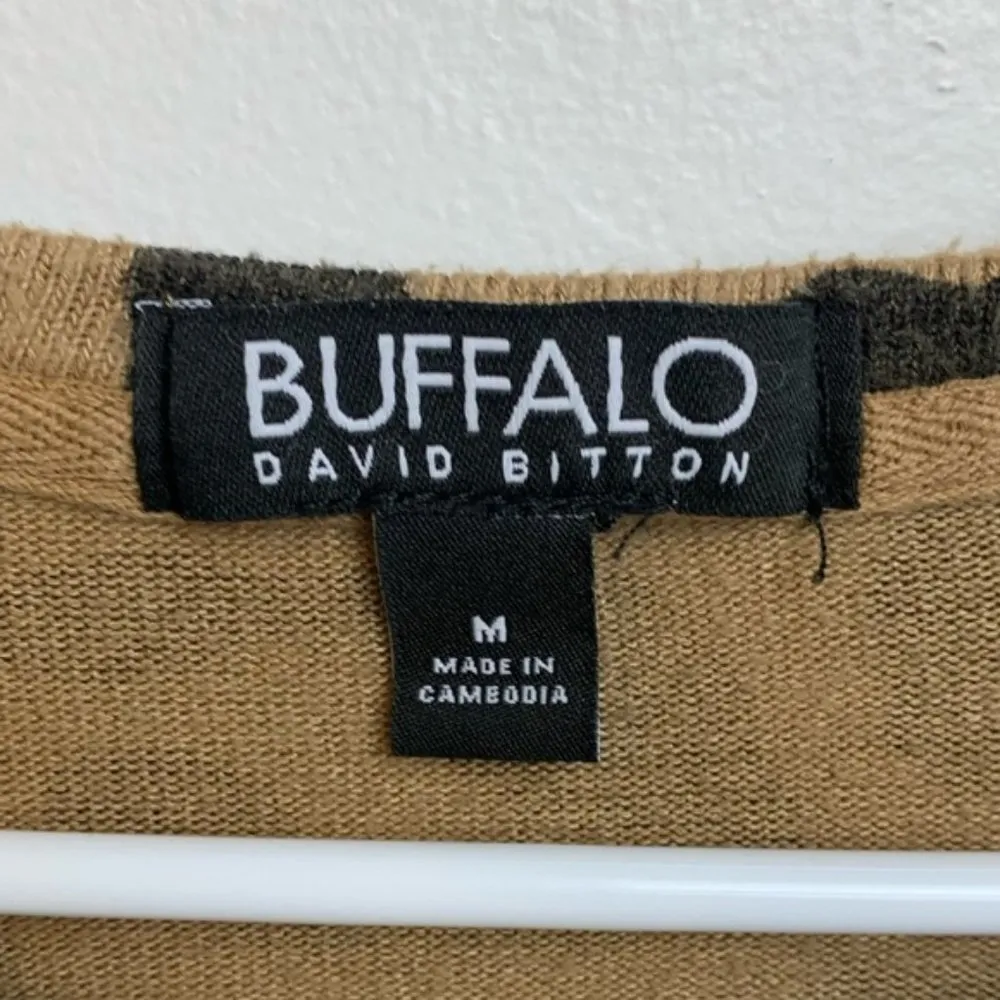 BUFFALO
DAVID BITTON
M
MADE IN
CAMBODIA